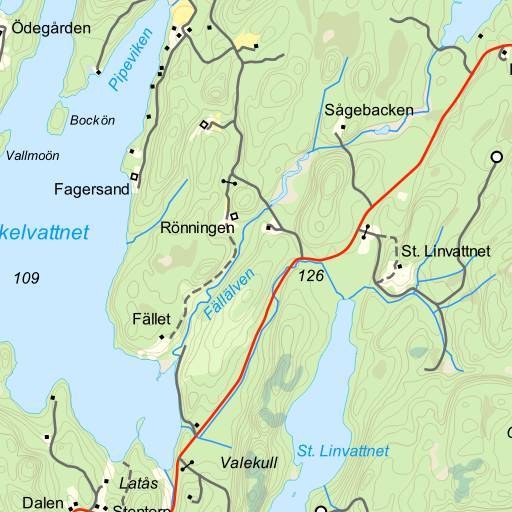 Ödegården
Pipeviken
Bockön
Sågebacken
Vallmoön
Fagersand
kelvattnet
Rönningen
St. Linvattnet
109
126
Fällälven
Fället
St. Linvattnet
Valekull
Latås
Dalen
Stentorp